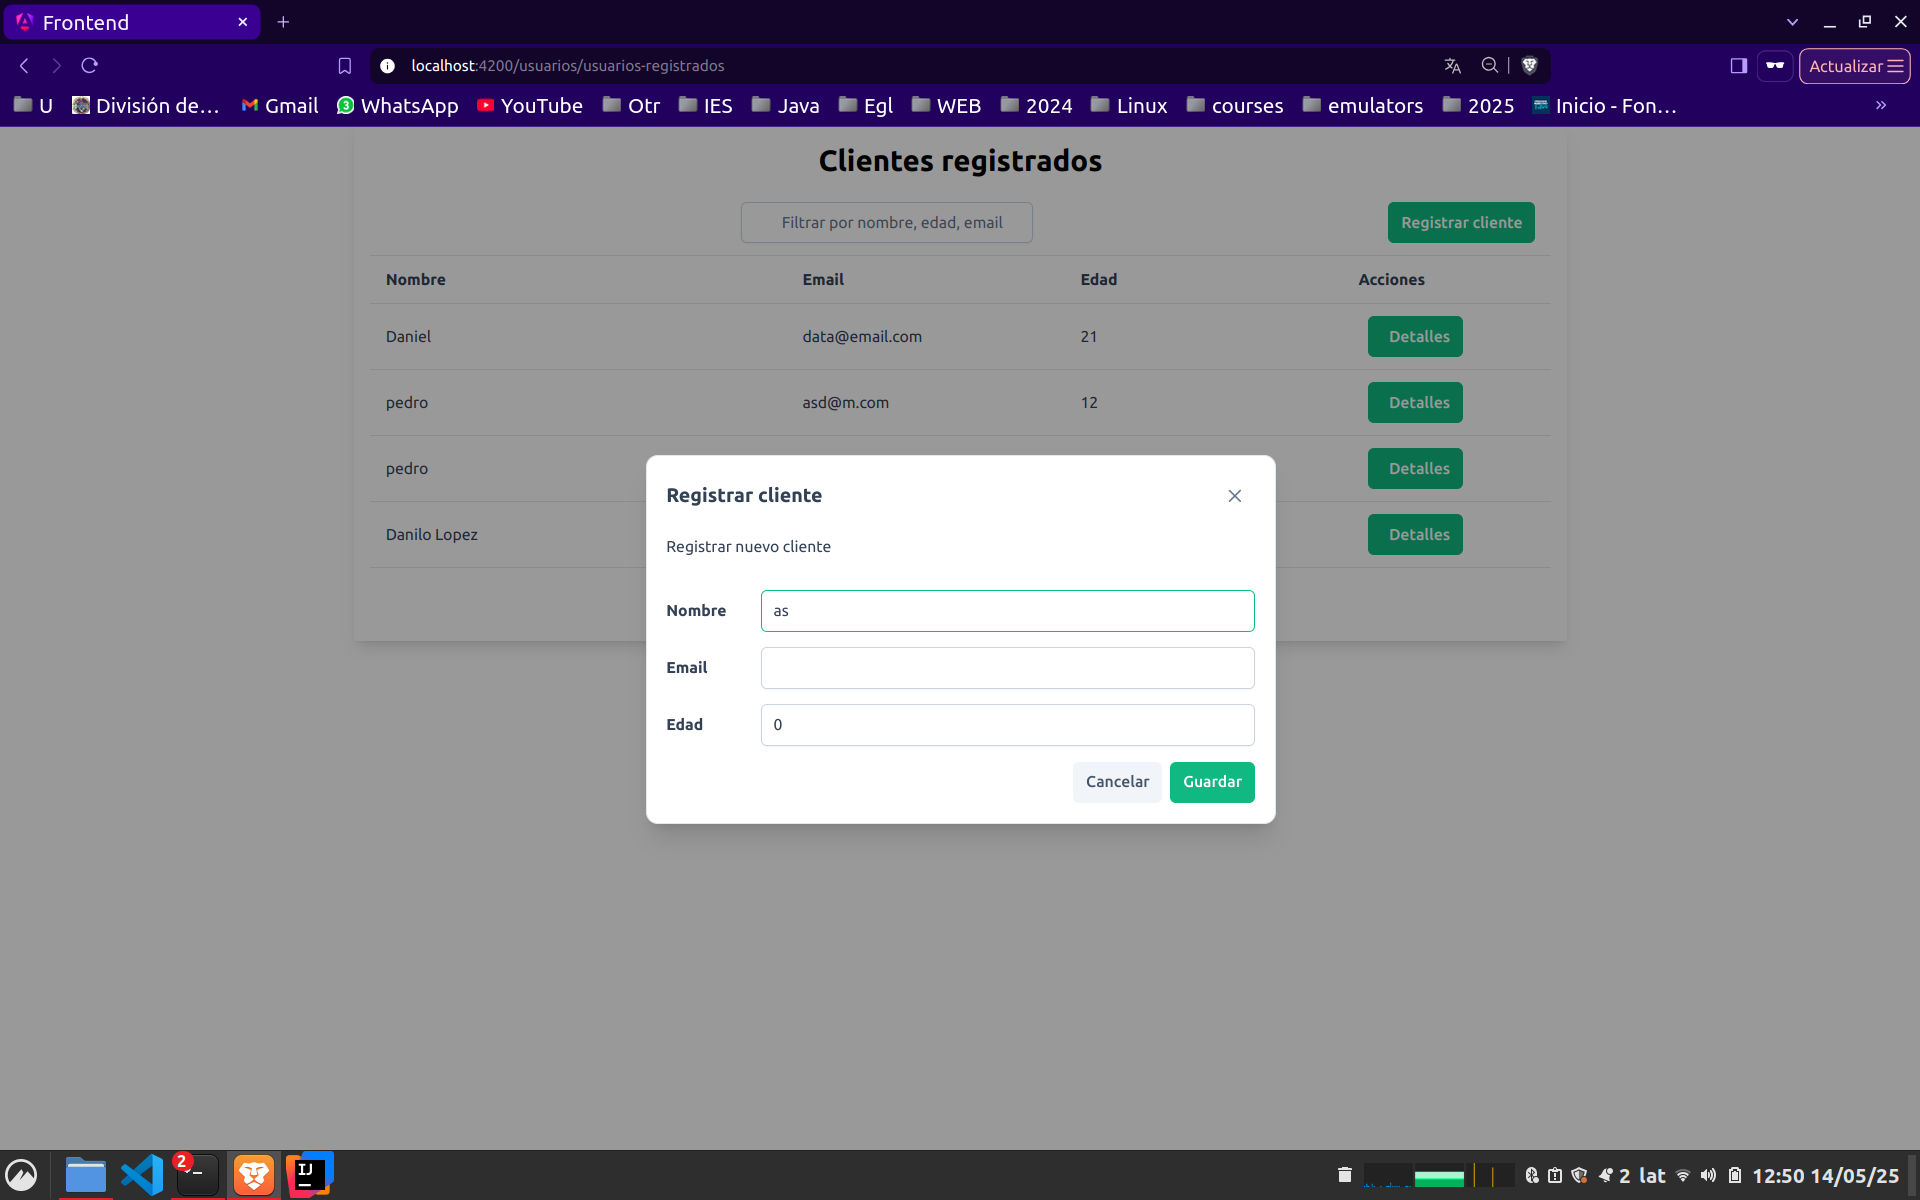 Frontend
localhost:4200/usuarios/usuarios-registrados
Actualizar
U División de... Gmail 3 WhatsApp YouTube Otr IES Java Egl WEB 2024 Linux courses emulators 2025 Inicio - Fon... »
Clientes registrados
Filtrar por nombre, edad, email
Registrar cliente
Nombre Email Edad Acciones
Daniel data@email.com 21 Detalles
pedro asd@m.com 12 Detalles
pedro Detalles
Danilo Lopez Detalles
Registrar cliente
Registrar nuevo cliente
Nombre as
Email
Edad 0
Cancelar Guardar
2 IJ 2 lat 12:50 14/05/25